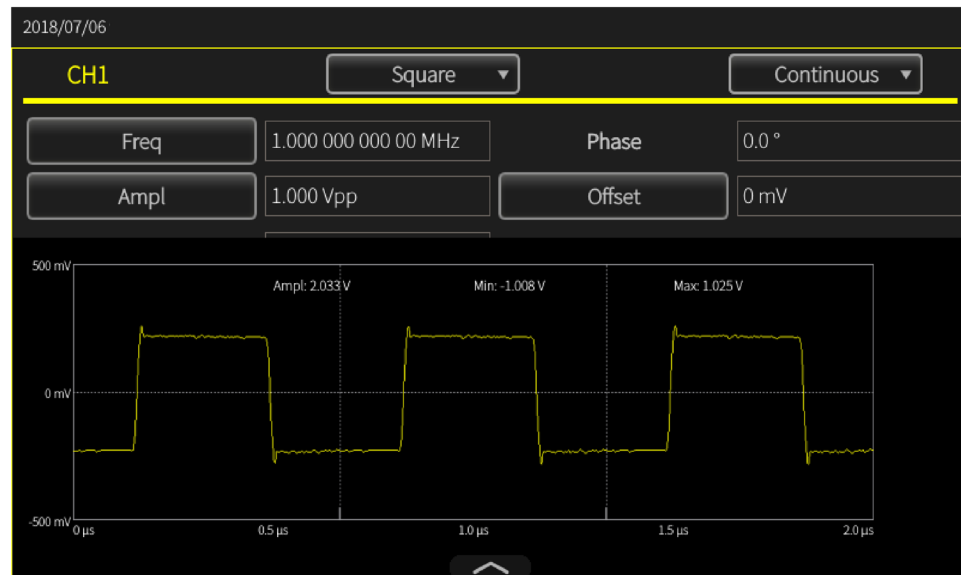 2018/07/06
CH1 Square Continuous
Freq 1.000 000 000 00 MHz Phase 0.0 °
Ampl 1.000 Vpp Offset 0 mV
500 mV
Ampl: 2.033 V Min: -1.008 V Max: 1.025 V
0 mV
-500 mV
0 µs 0.5 µs 1.0 µs 1.5 µs 2.0 µs